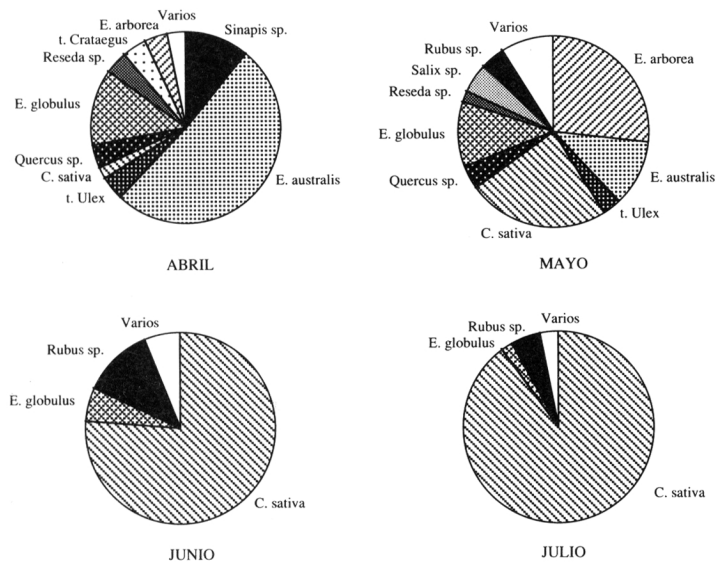 Varios
E. arborea
Sinapis sp.
t. Crataegus
Reseda sp.
E. globulus
Quercus sp.
C. sativa
t. Ulex
E. australis
ABRIL
Varios
Rubus sp.
E. arborea
Salix sp.
Reseda sp.
E. globulus
Quercus sp.
E. australis
t. Ulex
C. sativa
MAYO
Varios
Rubus sp.
E. globulus
C. sativa
JUNIO
Varios
Rubus sp.
E. globulus
C. sativa
JULIO